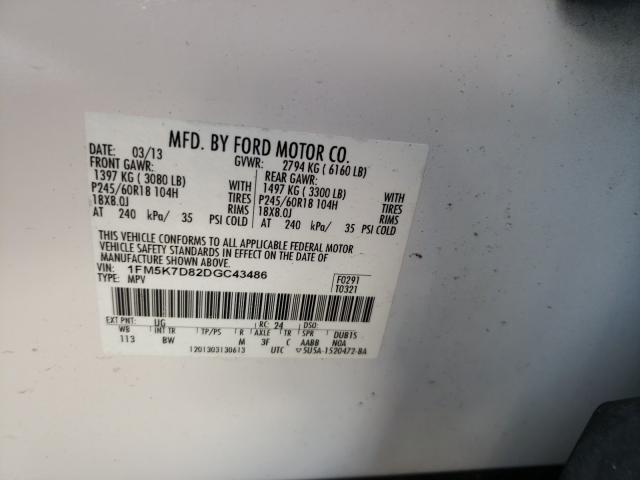 MFD. BY FORD MOTOR CO.
DATE: 03/13 GVWR: 2794 KG ( 6160 LB)
FRONT GAWR: REAR GAWR:
1397 KG ( 3080 LB) WITH 1497 KG ( 3300 LB) WITH
P245/60R18 104H TIRES P245/60R18 104H TIRES
18X8.0J RIMS 18X8.0J RIMS
AT 240 kPa/ 35 PSI COLD AT 240 kPa/ 35 PSI COLD
THIS VEHICLE CONFORMS TO ALL APPLICABLE FEDERAL MOTOR
VEHICLE SAFETY STANDARDS IN EFFECT ON THE DATE OF
MANUFACTURE SHOWN ABOVE.
VIN: 1FM5K7D82DGC43486
TYPE: MPV
F0291
T0321
EXT PNT: UG RC: 24 DSO:
WB INT TR TP/PS R AXLE TR SPR DUB15
113 BW M 3F C AABB NOA
1201303130613 UTC ▽5U5A-1520472-BA